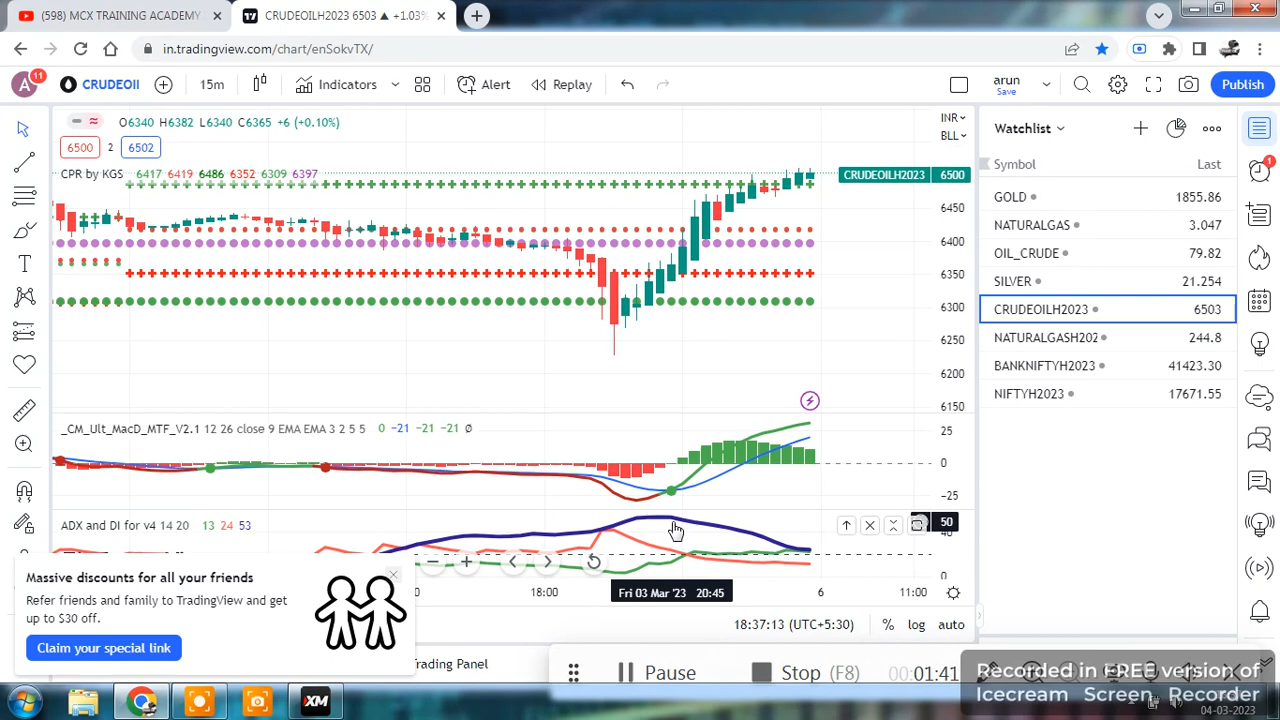 (598) MCX TRAINING ACADEMY
CRUDEOILH2023 6503 ▲ +1.03%
in.tradingview.com/chart/enSokvTX/
A 11
CRUDEOIl
15m
Indicators
Alert
Replay
arun
Save
Publish
O6340 H6382 L6340 C6365 +6 (+0.10%)
6500 2 6502
CPR by KGS 6417 6419 6486 6352 6309 6397
INR
BLL
CRUDEOILH2023 6500
6450
6400
6350
6300
6250
6200
6150
_CM_Ult_MacD_MTF_V2.1 12 26 close 9 EMA EMA 3 2 5 5 0 −21 −21 −21 Ø
25
0
−25
ADX and DI for v4 14 20 13 24 53
50
40
0
18:00
Fri 03 Mar '23 20:45
6
11:00
18:37:13 (UTC+5:30)
% log auto
Massive discounts for all your friends
Refer friends and family to TradingView and get
up to $30 off.
Claim your special link
rading Panel
Watchlist
Symbol Last
GOLD 1855.86
NATURALGAS 3.047
OIL_CRUDE 79.82
SILVER 21.254
CRUDEOILH2023 6503
NATURALGASH202 244.8
BANKNIFTYH2023 41423.30
NIFTYH2023 17671.55
1
Pause
Stop (F8)
00:01:41
Recorded in FREE version of
Icecream Screen Recorder
XM
04-03-2023